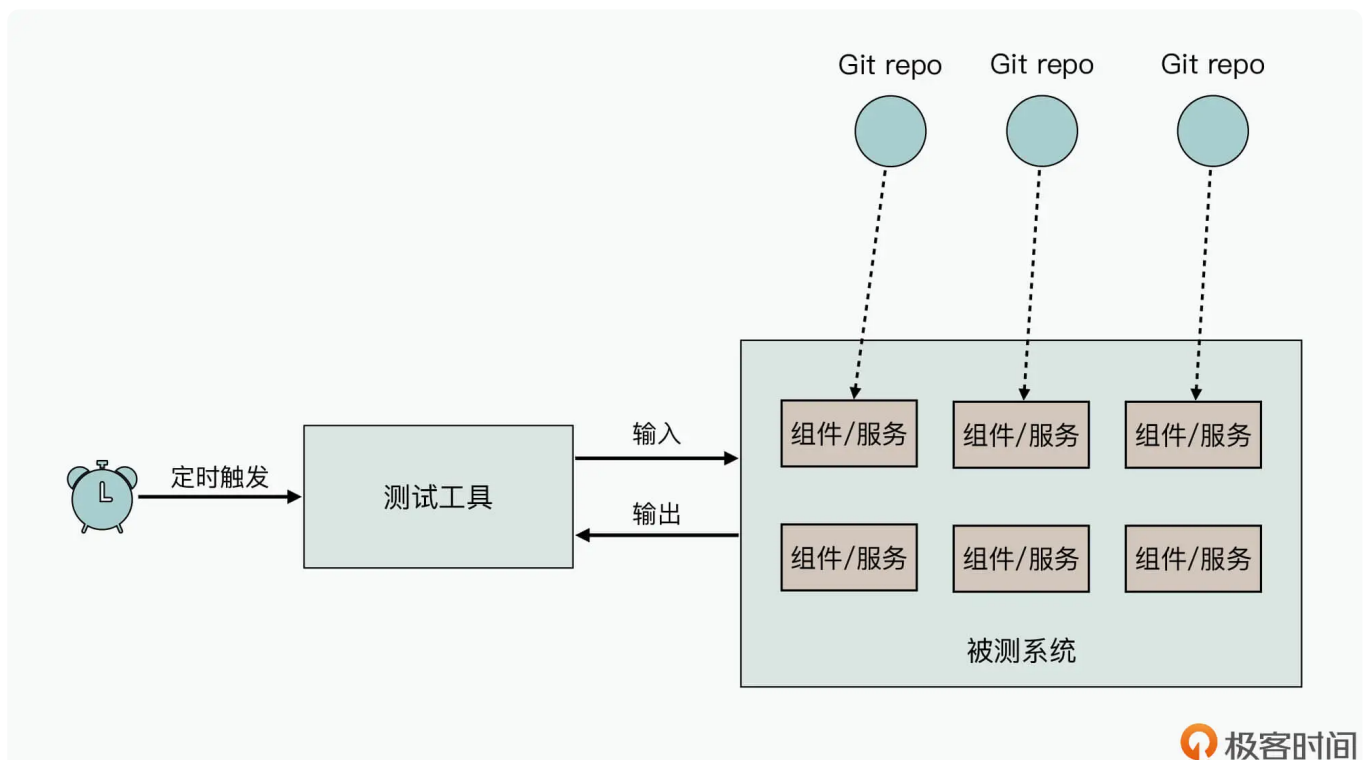 Git repo
Git repo
Git repo
定时触发
测试工具
输入
输出
组件/服务
组件/服务
组件/服务
组件/服务
组件/服务
组件/服务
被测系统
极客时间